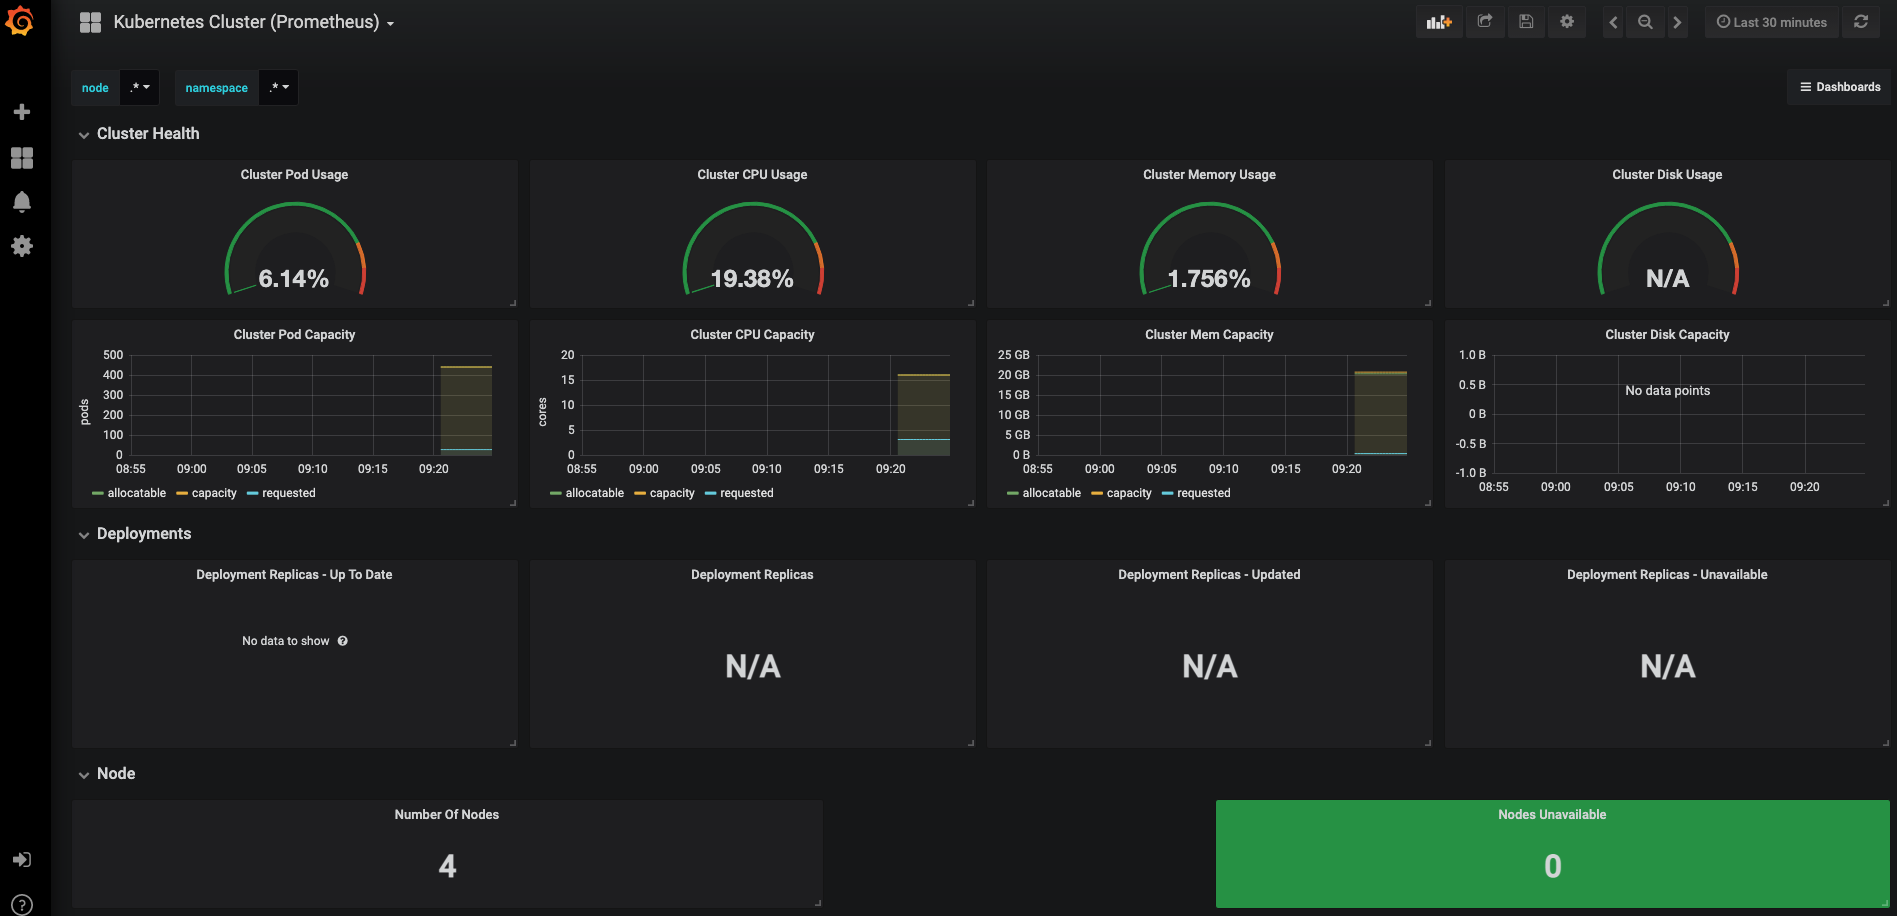 Kubernetes Cluster (Prometheus)
Last 30 minutes
node .* namespace .*
Dashboards
Cluster Health
Cluster Pod Usage
6.14%
Cluster CPU Usage
19.38%
Cluster Memory Usage
1.756%
Cluster Disk Usage
N/A
Cluster Pod Capacity
500
400
300
200
100
0
pods
08:55 09:00 09:05 09:10 09:15 09:20
allocatable capacity requested
Cluster CPU Capacity
20
15
10
5
0
cores
08:55 09:00 09:05 09:10 09:15 09:20
allocatable capacity requested
Cluster Mem Capacity
25 GB
20 GB
15 GB
10 GB
5 GB
0 B
08:55 09:00 09:05 09:10 09:15 09:20
allocatable capacity requested
Cluster Disk Capacity
1.0 B
0.5 B
0 B
-0.5 B
-1.0 B
No data points
08:55 09:00 09:05 09:10 09:15 09:20
Deployments
Deployment Replicas - Up To Date
No data to show
Deployment Replicas
N/A
Deployment Replicas - Updated
N/A
Deployment Replicas - Unavailable
N/A
Node
Number Of Nodes
4
Nodes Unavailable
0